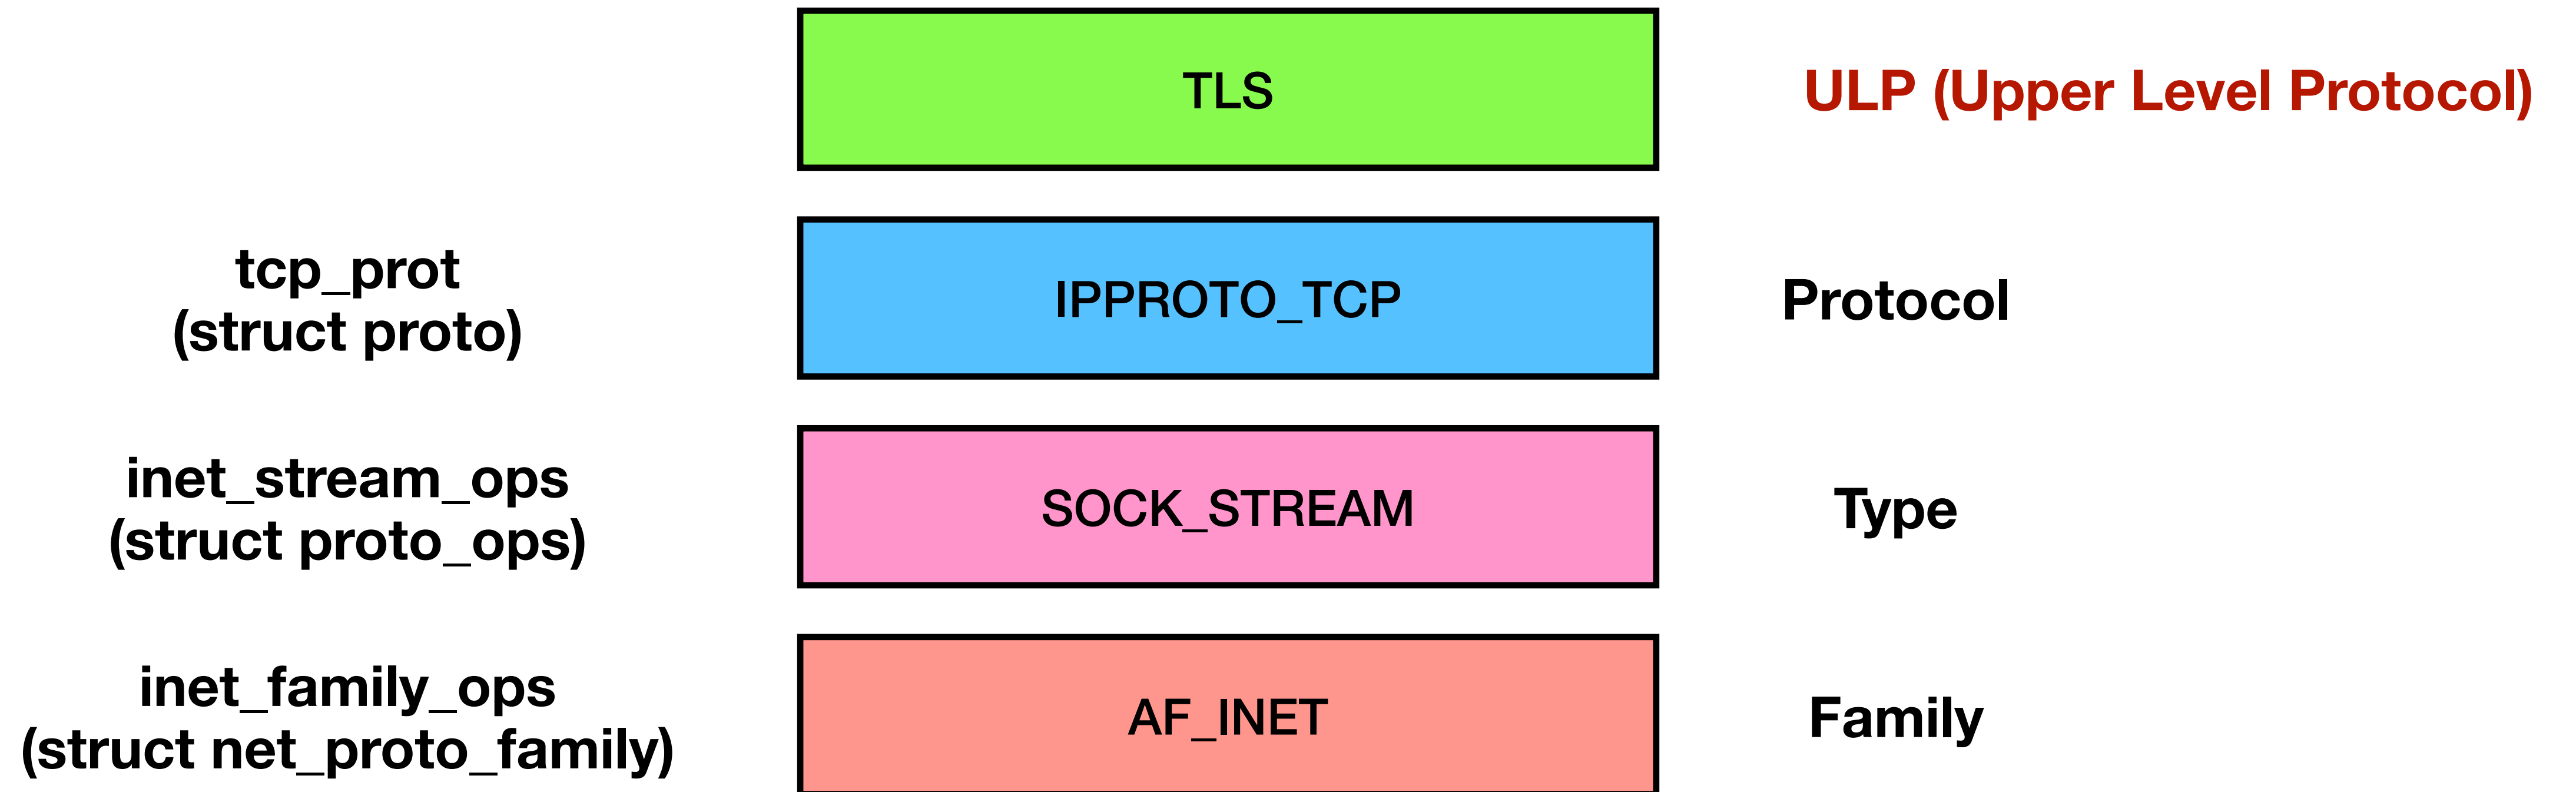 TLS
ULP (Upper Level Protocol)
tcp_prot
(struct proto)
IPPROTO_TCP
Protocol
inet_stream_ops
(struct proto_ops)
SOCK_STREAM
Type
inet_family_ops
(struct net_proto_family)
AF_INET
Family